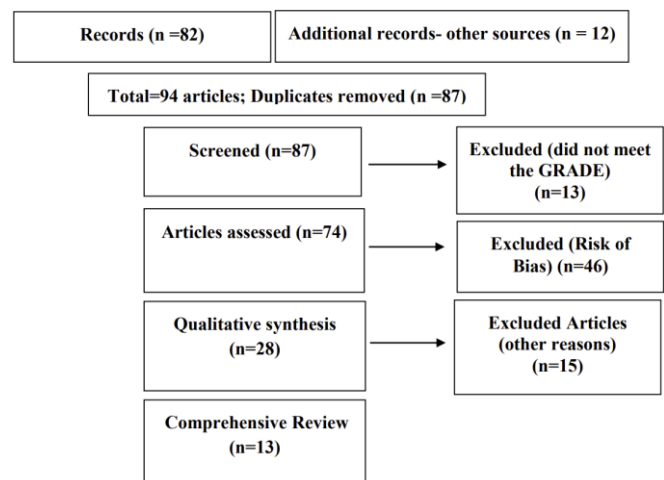 Records (n =82)
Additional records- other sources (n = 12)
Total=94 articles; Duplicates removed (n =87)
Screened (n=87)
Excluded (did not meet
the GRADE)
(n=13)
Articles assessed (n=74)
Excluded (Risk of
Bias) (n=46)
Qualitative synthesis
(n=28)
Excluded Articles
(other reasons)
(n=15)
Comprehensive Review
(n=13)